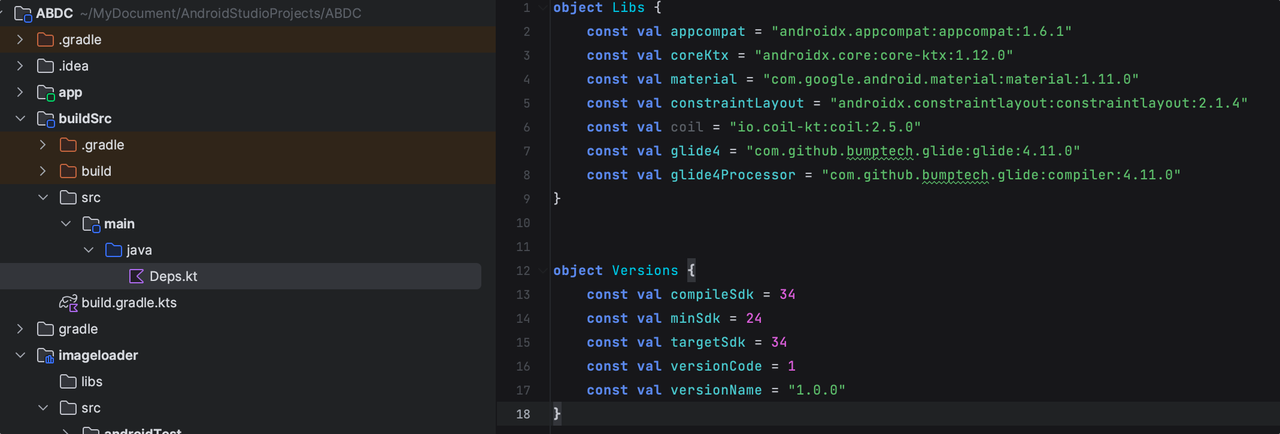 ABDC ~/MyDocument/AndroidStudioProjects/ABDC
.gradle
.idea
app
buildSrc
.gradle
build
src
main
java
Deps.kt
build.gradle.kts
gradle
imageloader
libs
src
androidTest
1 object Libs {
2 const val appcompat = "androidx.appcompat:appcompat:1.6.1"
3 const val coreKtx = "androidx.core:core-ktx:1.12.0"
4 const val material = "com.google.android.material:material:1.11.0"
5 const val constraintLayout = "androidx.constraintlayout:constraintlayout:2.1.4"
6 const val coil = "io.coil-kt:coil:2.5.0"
7 const val glide4 = "com.github.bumptech.glide:glide:4.11.0"
8 const val glide4Processor = "com.github.bumptech.glide:compiler:4.11.0"
9 }
10
11
12 object Versions {
13 const val compileSdk = 34
14 const val minSdk = 24
15 const val targetSdk = 34
16 const val versionCode = 1
17 const val versionName = "1.0.0"
18 }